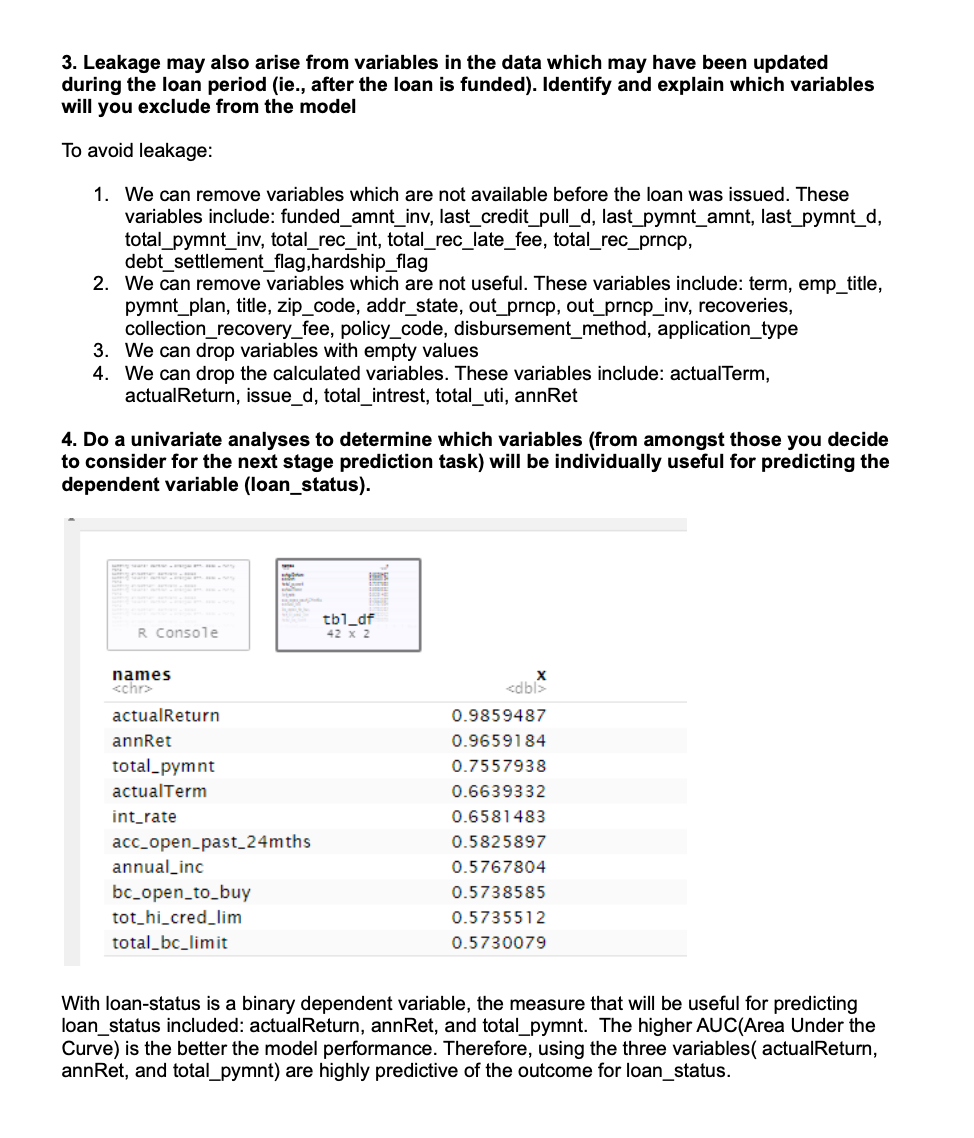 3. Leakage may also arise from variables in the data which may have been updated
during the loan period (ie., after the loan is funded). Identify and explain which variables
will you exclude from the model
To avoid leakage:
1. We can remove variables which are not available before the loan was issued. These
variables include: funded_amnt_inv, last_credit_pull_d, last_pymnt_amnt, last_pymnt_d,
total_pymnt_inv, total_rec_int, total_rec_late_fee, total_rec_prncp,
debt_settlement_flag,hardship_flag
2. We can remove variables which are not useful. These variables include: term, emp_title,
pymnt_plan, title, zip_code, addr_state, out_prncp, out_prncp_inv, recoveries,
collection_recovery_fee, policy_code, disbursement_method, application_type
3. We can drop variables with empty values
4. We can drop the calculated variables. These variables include: actualTerm,
actualReturn, issue_d, total_intrest, total_uti, annRet
4. Do a univariate analyses to determine which variables (from amongst those you decide
to consider for the next stage prediction task) will be individually useful for predicting the
dependent variable (loan_status).
R Console
tbl_df
42 x 2
names x
<chr> <dbl>
actualReturn 0.9859487
annRet 0.9659184
total_pymnt 0.7557938
actualTerm 0.6639332
int_rate 0.6581483
acc_open_past_24mths 0.5825897
annual_inc 0.5767804
bc_open_to_buy 0.5738585
tot_hi_cred_lim 0.5735512
total_bc_limit 0.5730079
With loan-status is a binary dependent variable, the measure that will be useful for predicting
loan_status included: actualReturn, annRet, and total_pymnt. The higher AUC(Area Under the
Curve) is the better the model performance. Therefore, using the three variables( actualReturn,
annRet, and total_pymnt) are highly predictive of the outcome for loan_status.